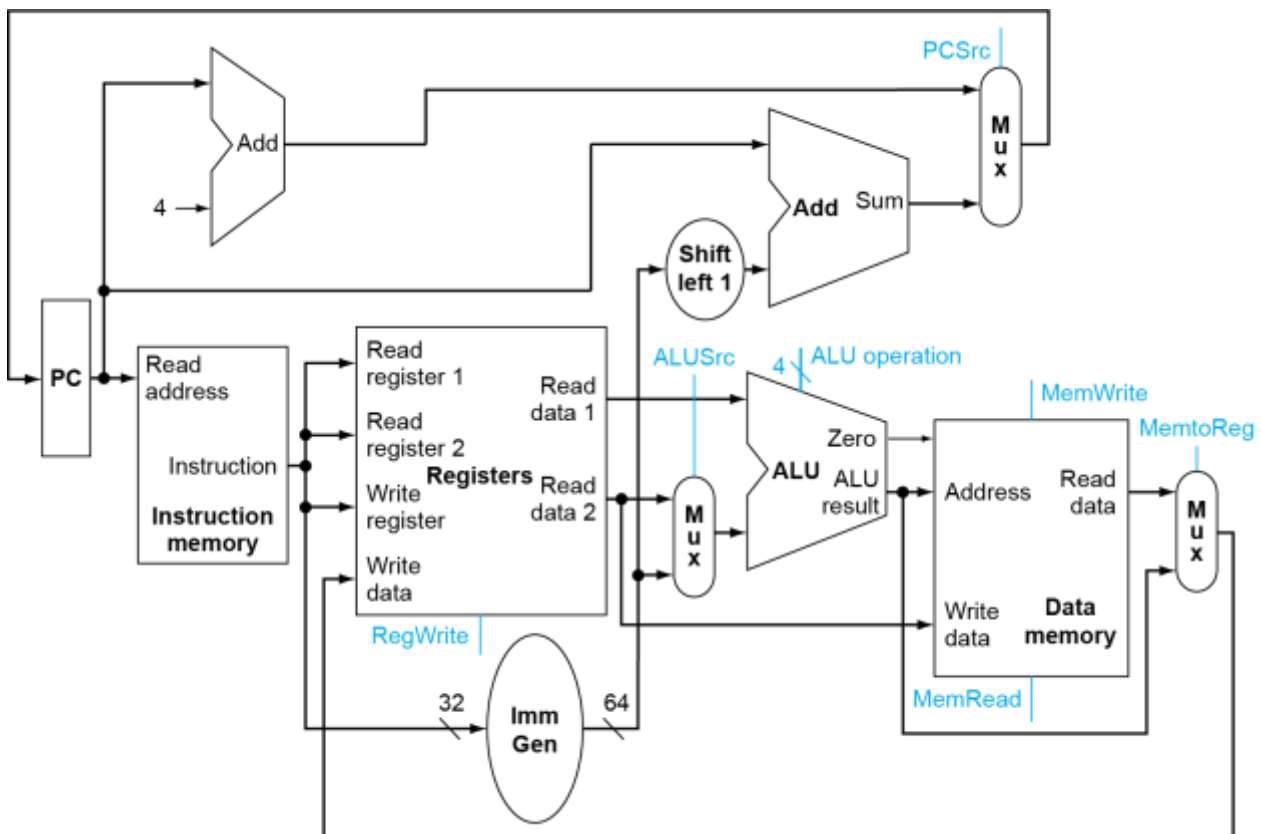 PCSrc
Add
4
M
u
x
Add
Sum
Shift
left 1
PC
Read
address
Instruction
Instruction
memory
Read
register 1
Read
register 2
Write
register
Write
data
Registers
Read
data 1
Read
data 2
RegWrite
32
Imm
Gen
64
ALUSrc
M
u
x
4
ALU operation
Zero
ALU
ALU
result
MemWrite
Address
Read
data
Write
data
Data
memory
MemRead
MemtoReg
M
u
x